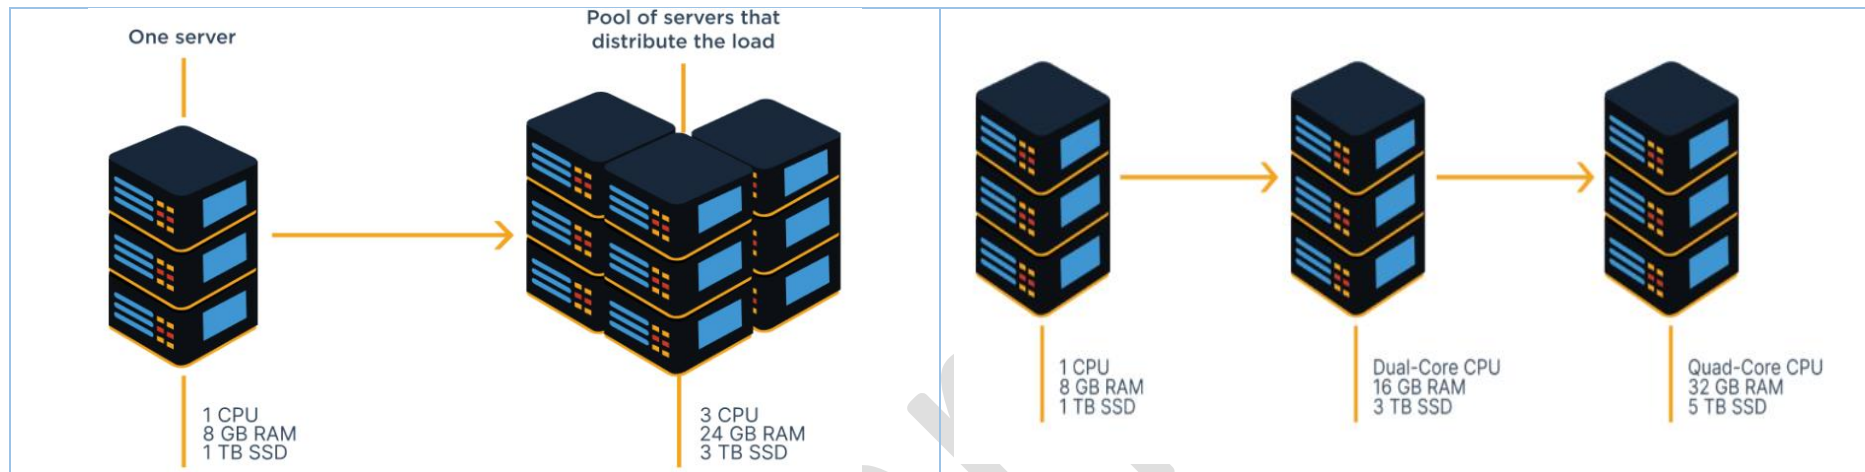 One server
Pool of servers that
distribute the load
1 CPU
8 GB RAM
1 TB SSD
3 CPU
24 GB RAM
3 TB SSD
1 CPU
8 GB RAM
1 TB SSD
Dual-Core CPU
16 GB RAM
3 TB SSD
Quad-Core CPU
32 GB RAM
5 TB SSD